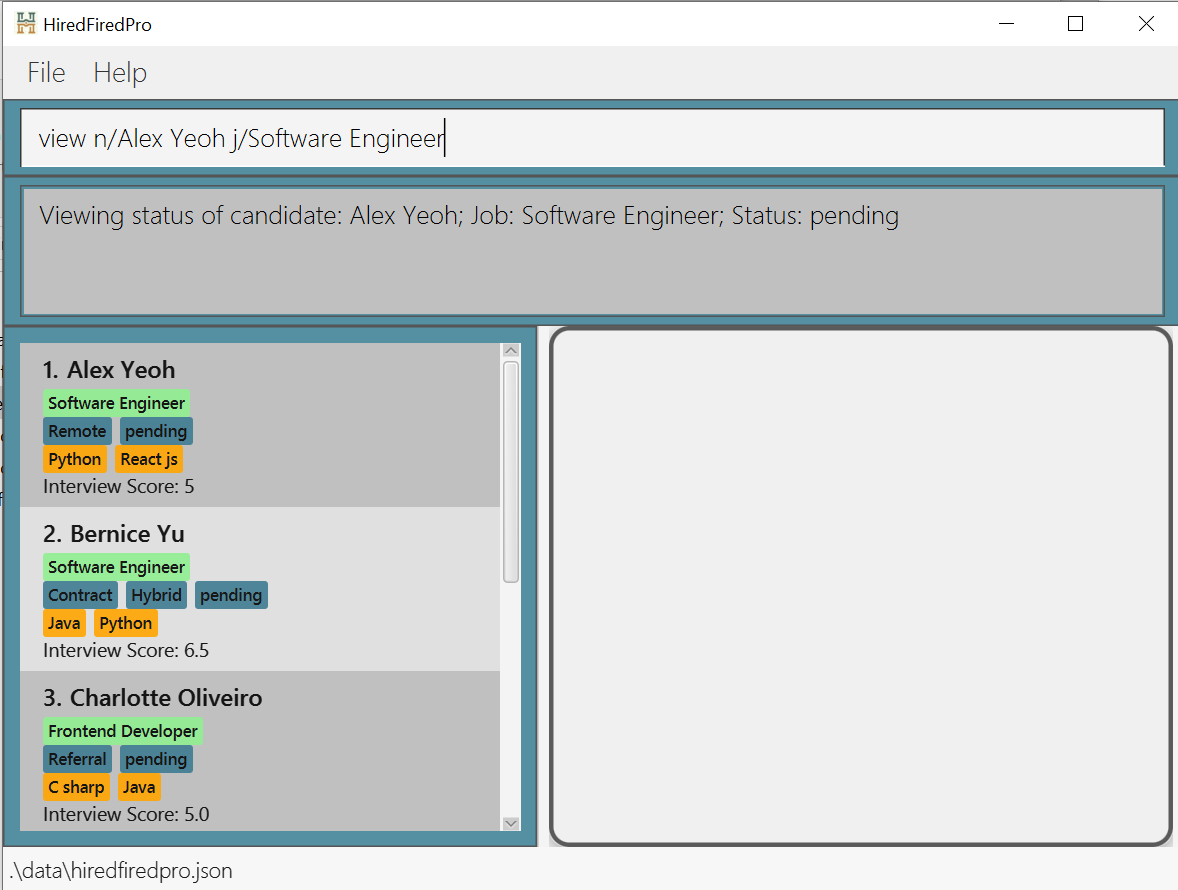 HiredFiredPro
File Help
view n/Alex Yeoh j/Software Engineer
Viewing status of candidate: Alex Yeoh; Job: Software Engineer; Status: pending
1. Alex Yeoh
Software Engineer
Remote pending
Python React js
Interview Score: 5
2. Bernice Yu
Software Engineer
Contract Hybrid pending
Java Python
Interview Score: 6.5
3. Charlotte Oliveiro
Frontend Developer
Referral pending
C sharp Java
Interview Score: 5.0
.\data\hiredfiredpro.json